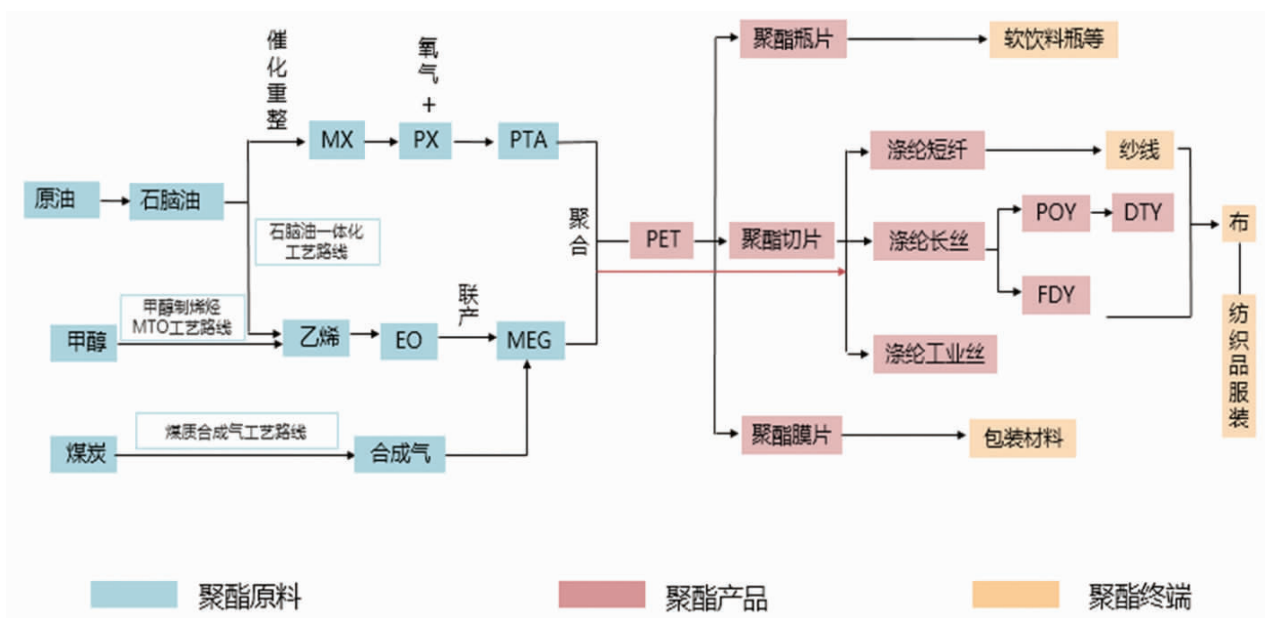 催化重整
氧气+
聚酯瓶片
软饮料瓶等
MX
PX
PTA
涤纶短纤
纱线
原油
石脑油
石脑油一体化
工艺路线
聚合
PET
聚酯切片
涤纶长丝
POY
DTY
FDY
布
纺织品服装
甲醇制烯烃
MTO工艺路线
甲醇
乙烯
EO
联产
MEG
涤纶工业丝
煤质合成气工艺路线
煤炭
合成气
聚酯膜片
包装材料
聚酯原料
聚酯产品
聚酯终端